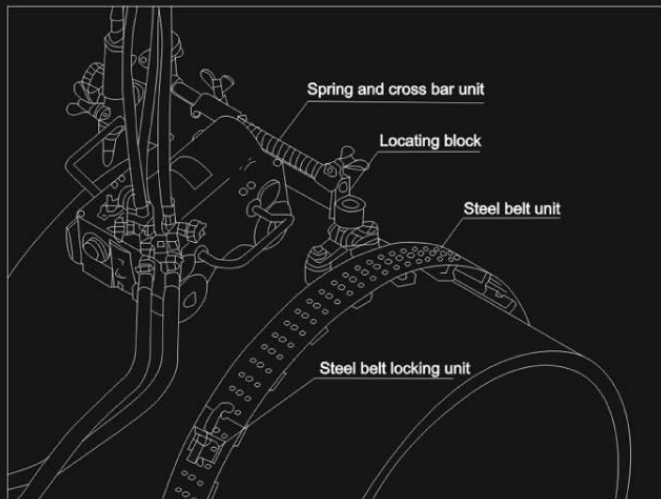 Spring and cross bar unit
Locating block
Steel belt unit
Steel belt locking unit